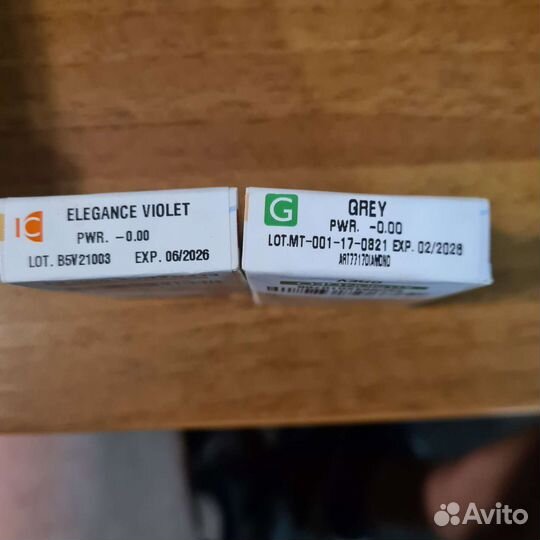 IC
ELEGANCE VIOLET
PWR. -0.00
LOT. B5V21003 EXP. 06/2026
G
GREY
PWR. -0.00
LOT.MT-001-17-0821 EXP. 02/2026
ART7717DIAMOND
Avito